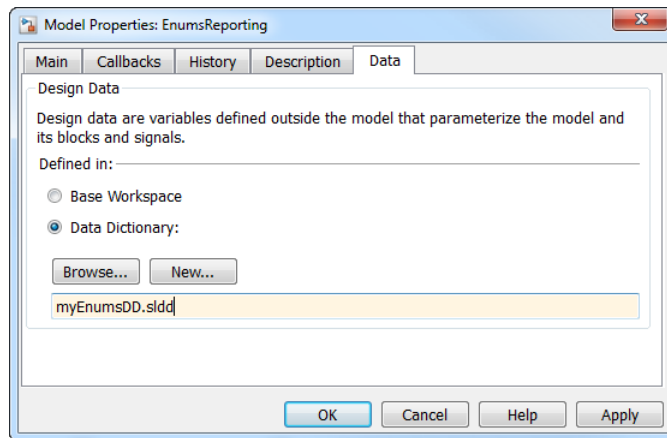 Model Properties: EnumsReporting
Main Callbacks History Description Data
Design Data
Design data are variables defined outside the model that parameterize the model and
its blocks and signals.
Defined in:
Base Workspace
Data Dictionary:
Browse... New...
myEnumsDD.sldd
OK Cancel Help Apply